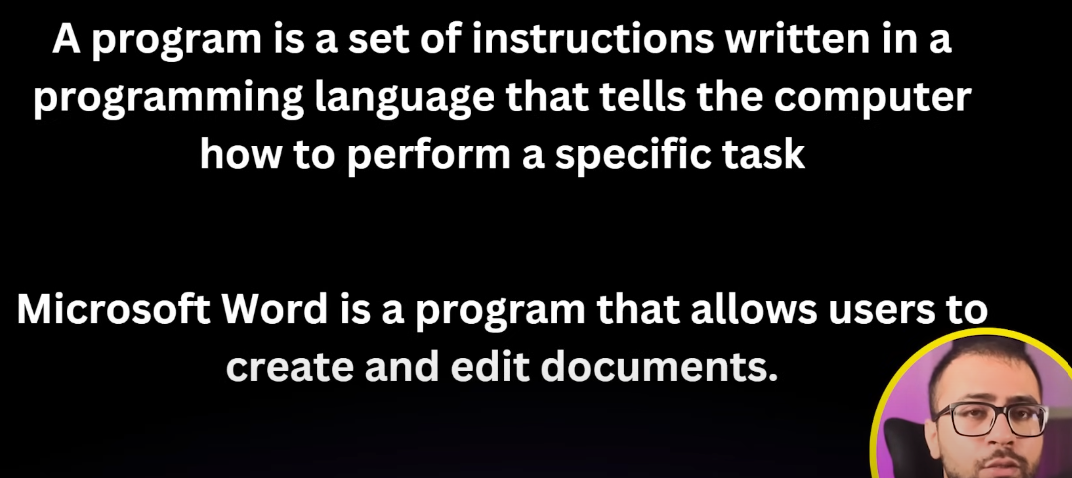 A program is a set of instructions written in a
programming language that tells the computer
how to perform a specific task
Microsoft Word is a program that allows users to
create and edit documents.